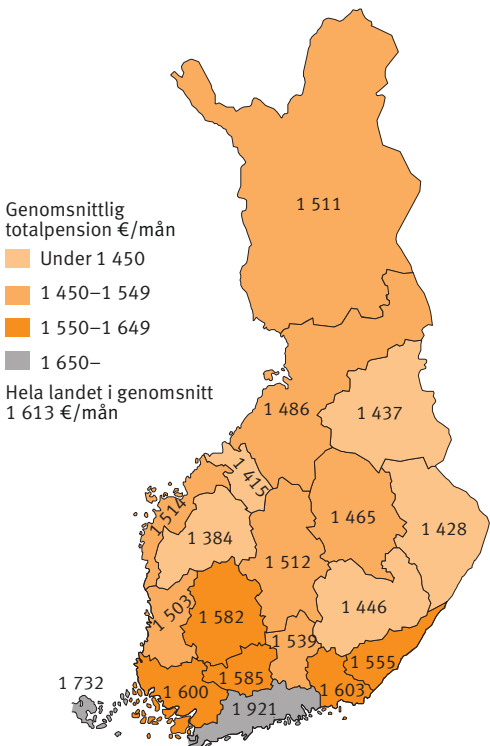 1 511
Genomsnittlig
totalpension €/mån
Under 1 450
1 450–1 549
1 550–1 649
1 650–
Hela landet i genomsnitt
1 613 €/mån
1 486
1 437
1 415
1 514
1 465
1 428
1 384
1 512
1 503
1 582
1 446
1 539
1 555
1 732
1 585
1 600
1 603
1 921